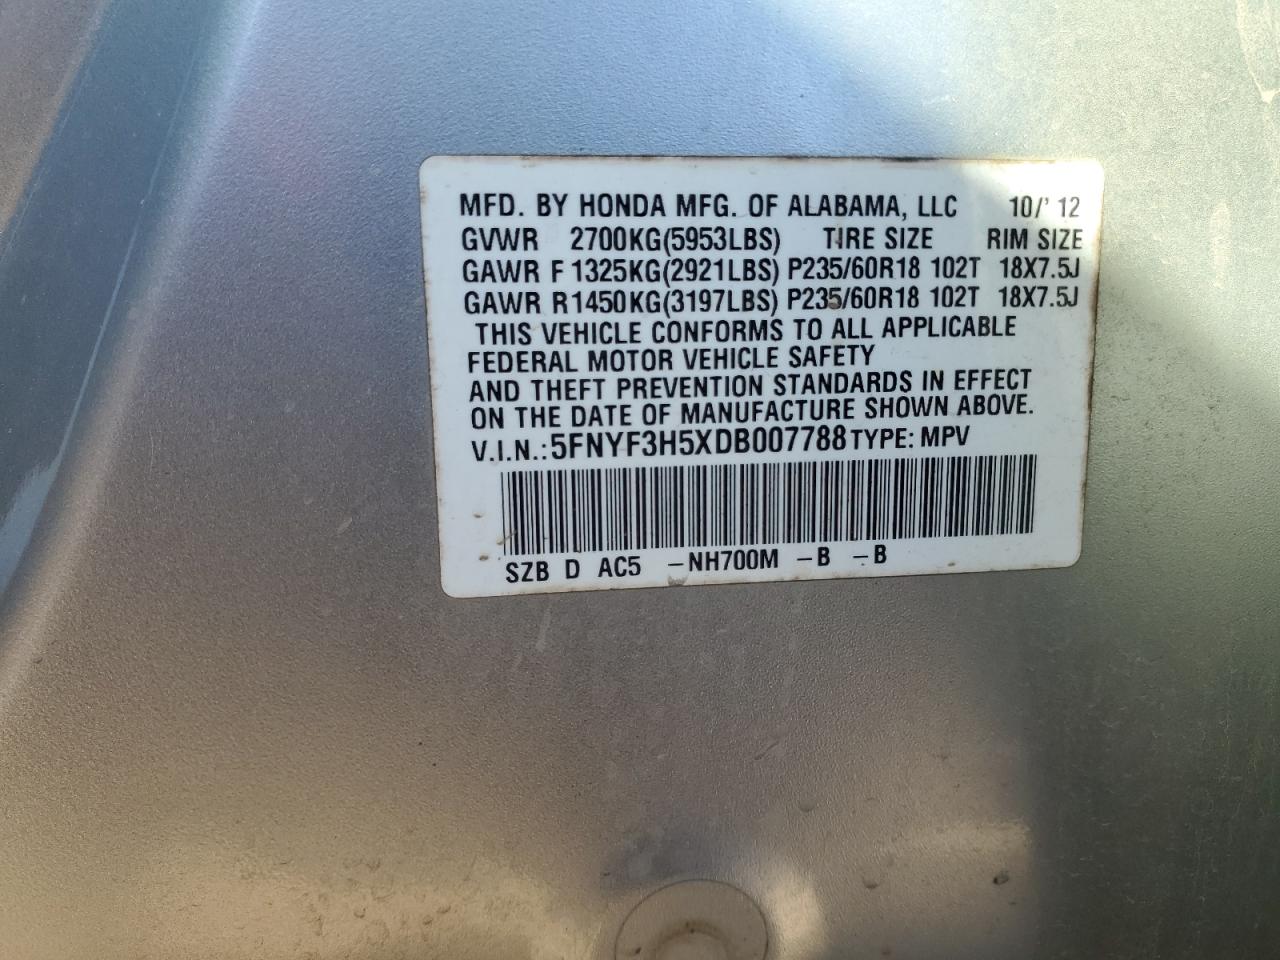 MFD. BY HONDA MFG. OF ALABAMA, LLC 10/' 12
GVWR 2700KG(5953LBS) TIRE SIZE RIM SIZE
GAWR F 1325KG(2921LBS) P235/60R18 102T 18X7.5J
GAWR R1450KG(3197LBS) P235/60R18 102T 18X7.5J
THIS VEHICLE CONFORMS TO ALL APPLICABLE
FEDERAL MOTOR VEHICLE SAFETY
AND THEFT PREVENTION STANDARDS IN EFFECT
ON THE DATE OF MANUFACTURE SHOWN ABOVE.
V.I.N.:5FNYF3H5XDB007788 TYPE: MPV
SZB D AC5 -NH700M -B -B